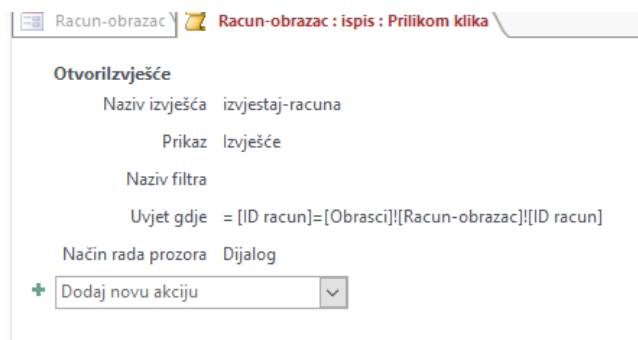 Racun-obrazac Racun-obrazac : ispis : Prilikom klika
OtvoriIzvješće
Naziv izvješća izvjestaj-racuna
Prikaz Izvješće
Naziv filtra
Uvjet gdje = [ID racun]=[Obrasci]![Racun-obrazac]![ID racun]
Način rada prozora Dijalog
Dodaj novu akciju